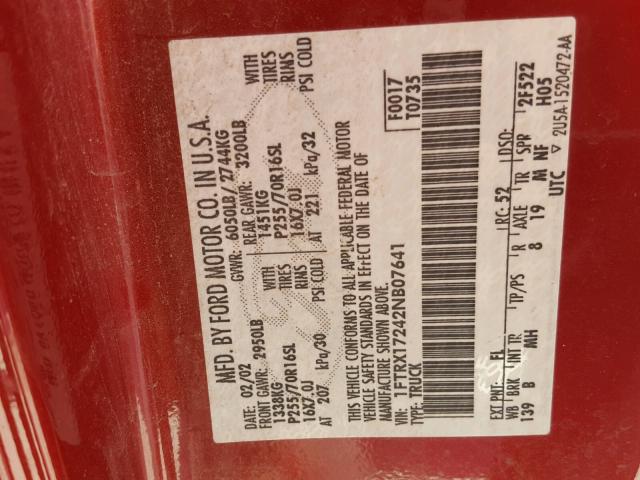 MFD. BY FORD MOTOR CO. IN U.S.A.
DATE: 02/02 GVWR: 6050LB/ 2744KG
FRONT GAWR: 2950LB REAR GAWR: 3200LB
1338KG WITH 1451KG WITH
P255/70R16SL TIRES P255/70R16SL TIRES
16X7.0J RIMS 16X7.0J RIMS
AT 207 kPa/30 PSI COLD AT 221 kPa/32 PSI COLD
THIS VEHICLE CONFORMS TO ALL APPLICABLE FEDERAL MOTOR
VEHICLE SAFETY STANDARDS IN EFFECT ON THE DATE OF
MANUFACTURE SHOWN ABOVE.
VIN: 1FTRX17242NB07641
TYPE: TRUCK
F0017
T0735
EXT PNT: FL RC: 52 DSO:
WB BRK INT TR TP/PS R AXLE TR SPR 2F522
139 B MH 8 19 M NF H05
UTC ▽ 2U5A-1520472-AA